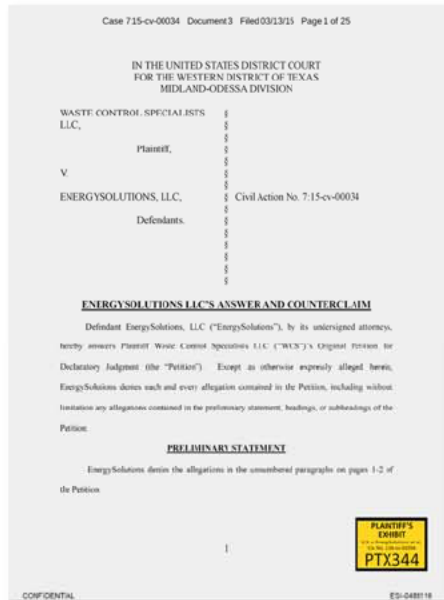 Case 7:15-cv-00034 Document 3 Filed 03/13/15 Page 1 of 25
IN THE UNITED STATES DISTRICT COURT
FOR THE WESTERN DISTRICT OF TEXAS
MIDLAND-ODESSA DIVISION
WASTE CONTROL SPECIALISTS §
LLC, §
§
Plaintiff, §
§
V. §
§
ENERGYSOLUTIONS, LLC, § Civil Action No. 7:15-cv-00034
§
Defendants. §
§
§
§
§
§
ENERGYSOLUTIONS LLC'S ANSWER AND COUNTERCLAIM
Defendant EnergySolutions, LLC ("EnergySolutions"), by its undersigned attorneys,
hereby answers Plaintiff Waste Control Specialists LLC ("WCS")'s Original Petition for
Declaratory Judgment (the "Petition"). Except as otherwise expressly alleged herein,
EnergySolutions denies each and every allegation contained in the Petition, including without
limitation any allegations contained in the preliminary statement, headings, or subheadings of the
Petition.
PRELIMINARY STATEMENT
EnergySolutions denies the allegations in the unnumbered paragraphs on pages 1-2 of
the Petition.
1
PLAINTIFF'S
EXHIBIT
PTX344
CONFIDENTIAL